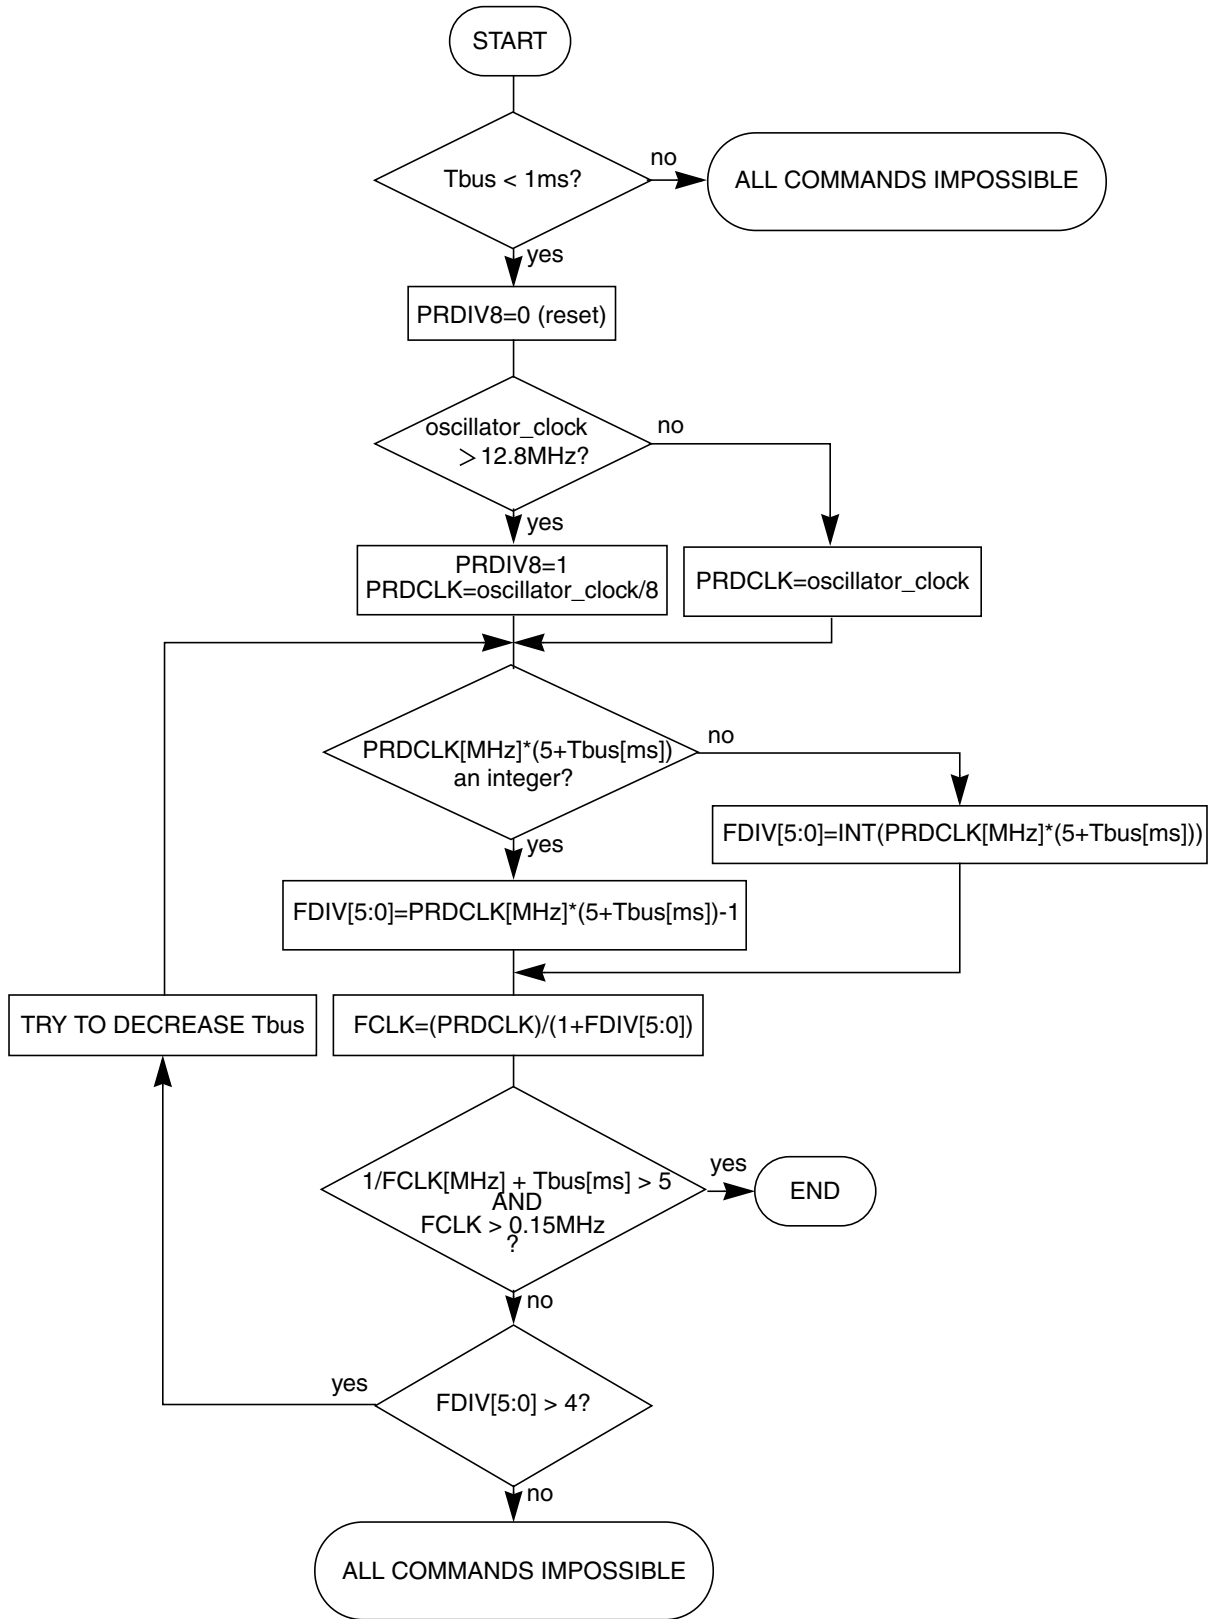 START
Tbus < 1ms?
no
ALL COMMANDS IMPOSSIBLE
yes
PRDIV8=0 (reset)
oscillator_clock
> 12.8MHz?
no
yes
PRDIV8=1
PRDCLK=oscillator_clock/8
PRDCLK=oscillator_clock
PRDCLK[MHz]*(5+Tbus[ms])
an integer?
no
yes
FDIV[5:0]=INT(PRDCLK[MHz]*(5+Tbus[ms]))
FDIV[5:0]=PRDCLK[MHz]*(5+Tbus[ms])-1
TRY TO DECREASE Tbus
FCLK=(PRDCLK)/(1+FDIV[5:0])
1/FCLK[MHz] + Tbus[ms] > 5
AND
FCLK > 0.15MHz
?
yes
END
no
FDIV[5:0] > 4?
yes
no
ALL COMMANDS IMPOSSIBLE